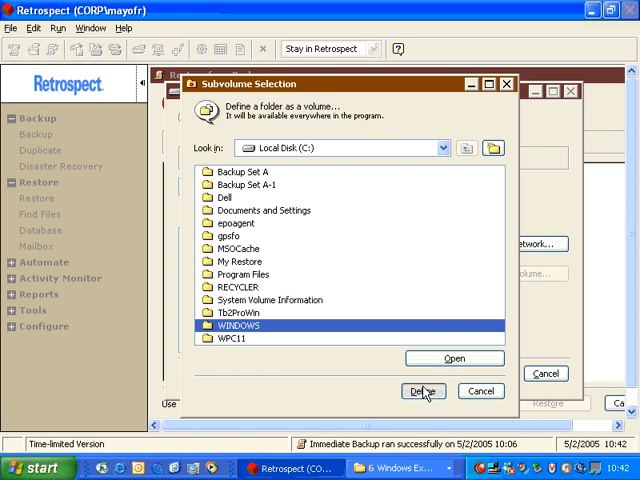 Retrospect (CORP\mayofr)
File Edit Run Window Help
Stay in Retrospect
Retrospect.
Backup
Backup
Duplicate
Disaster Recovery
Restore
Restore
Find Files
Database
Mailbox
Automate
Activity Monitor
Reports
Tools
Configure
Subvolume Selection
Define a folder as a volume...
It will be available everywhere in the program.
Look in: Local Disk (C:)
Backup Set A
Backup Set A-1
Dell
Documents and Settings
epoagent
gpsfo
MSOCache
My Restore
Program Files
RECYCLER
System Volume Information
Tb2ProWin
WINDOWS
WPC11
Open
Cancel
Cancel
Use
Restore
Time-limited Version
Immediate Backup ran successfully on 5/2/2005 10:06
5/2/2005 10:42
start
Retrospect (CO...
6 Windows Ex...
10:42